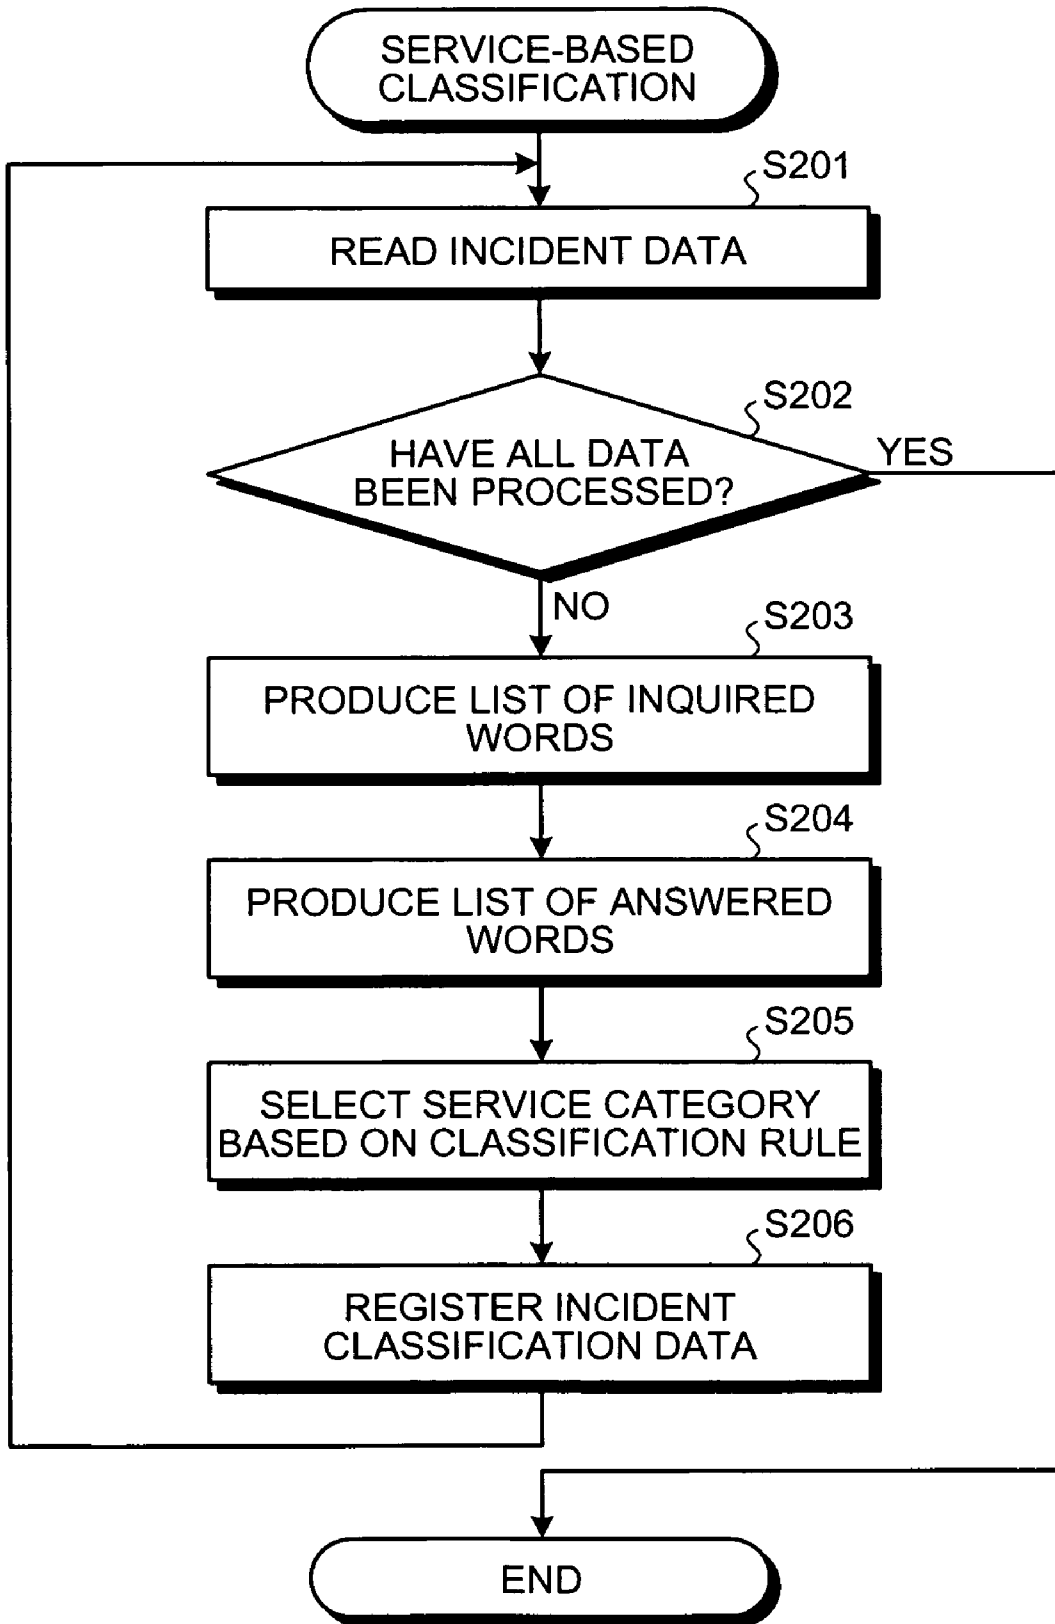 SERVICE-BASED
CLASSIFICATION
S201
READ INCIDENT DATA
S202
HAVE ALL DATA
BEEN PROCESSED?
YES
NO
S203
PRODUCE LIST OF INQUIRED
WORDS
S204
PRODUCE LIST OF ANSWERED
WORDS
S205
SELECT SERVICE CATEGORY
BASED ON CLASSIFICATION RULE
S206
REGISTER INCIDENT
CLASSIFICATION DATA
END